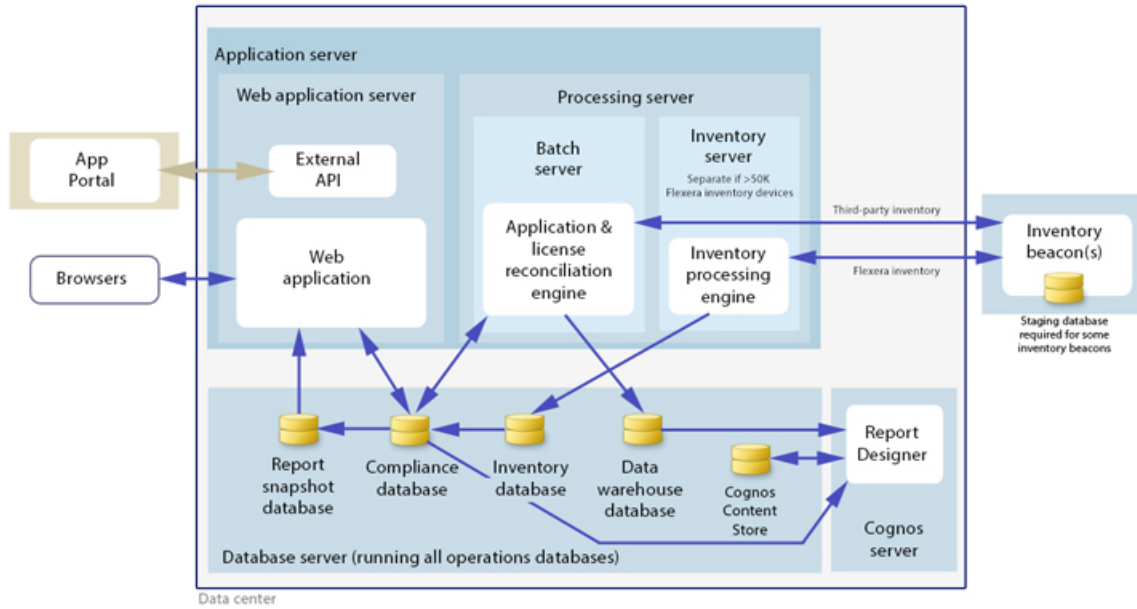 Application server
Web application server
Processing server
App
Portal
External
API
Batch
server
Inventory
server
Separate if >50K
Flexera inventory devices
Third-party inventory
Browsers
Web
application
Application &
license
reconciliation
engine
Inventory
processing
engine
Flexera inventory
Inventory
beacon(s)
Staging database
required for some
inventory beacons
Report
snapshot
database
Compliance
database
Inventory
database
Data
warehouse
database
Cognos
Content
Store
Report
Designer
Cognos
server
Database server (running all operations databases)
Data center